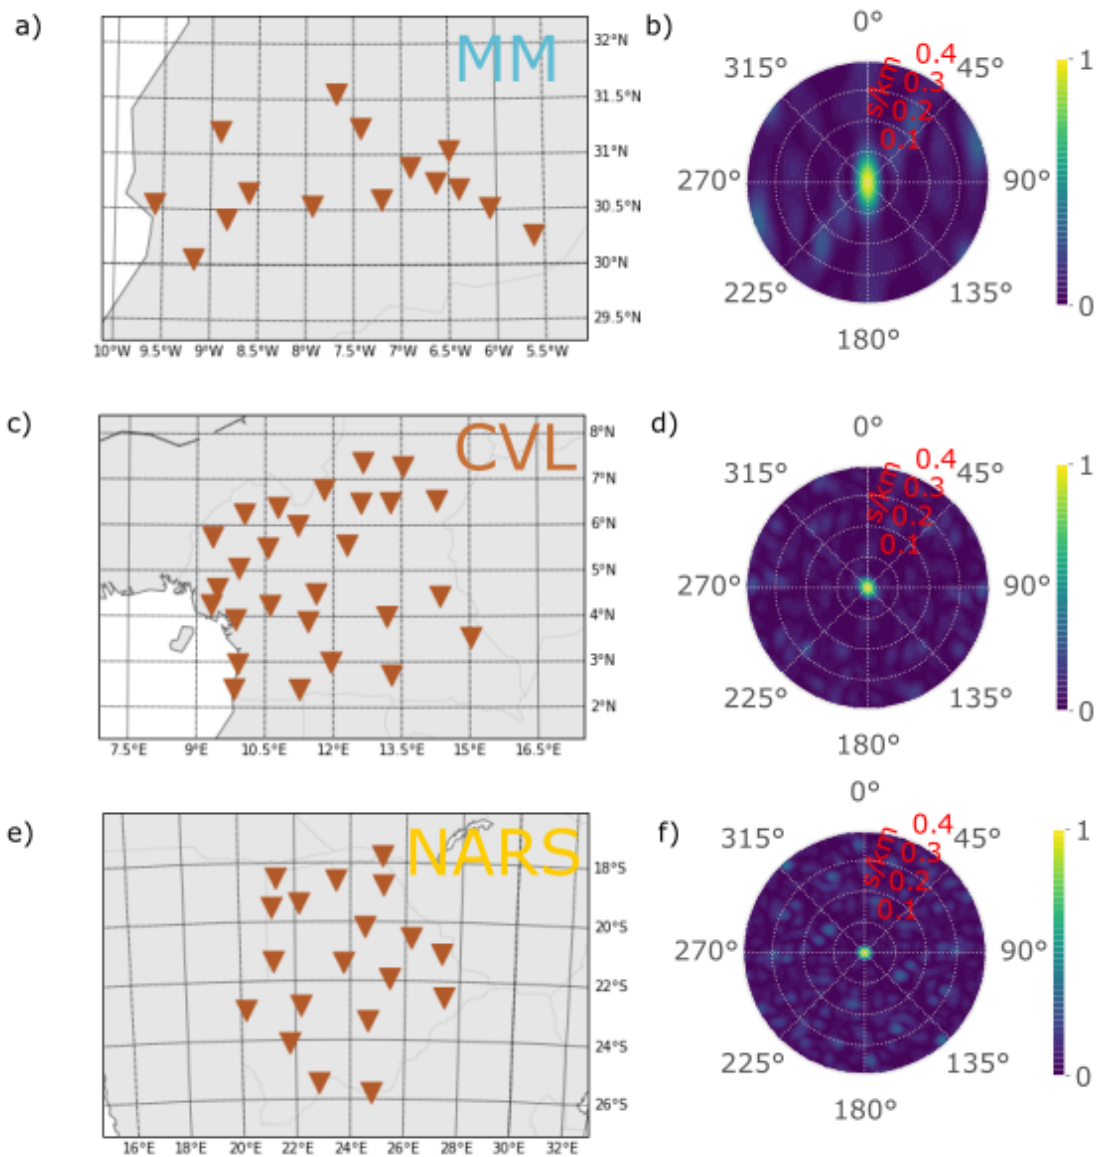 a)
MM
32°N
31.5°N
31°N
30.5°N
30°N
29.5°N
10°W 9.5°W 9°W 8.5°W 8°W 7.5°W 7°W 6.5°W 6°W 5.5°W
b)
0°
315° 45°
270° 90°
225° 135°
180°
s/km
0.4
0.3
0.2
0.1
1
0
c)
CVL
8°N
7°N
6°N
5°N
4°N
3°N
2°N
7.5°E 9°E 10.5°E 12°E 13.5°E 15°E 16.5°E
d)
0°
315° 45°
270° 90°
225° 135°
180°
s/km
0.4
0.3
0.2
0.1
1
0
e)
NARS
18°S
20°S
22°S
24°S
26°S
16°E 18°E 20°E 22°E 24°E 26°E 28°E 30°E 32°E
f)
0°
315° 45°
270° 90°
225° 135°
180°
s/km
0.4
0.3
0.2
0.1
1
0